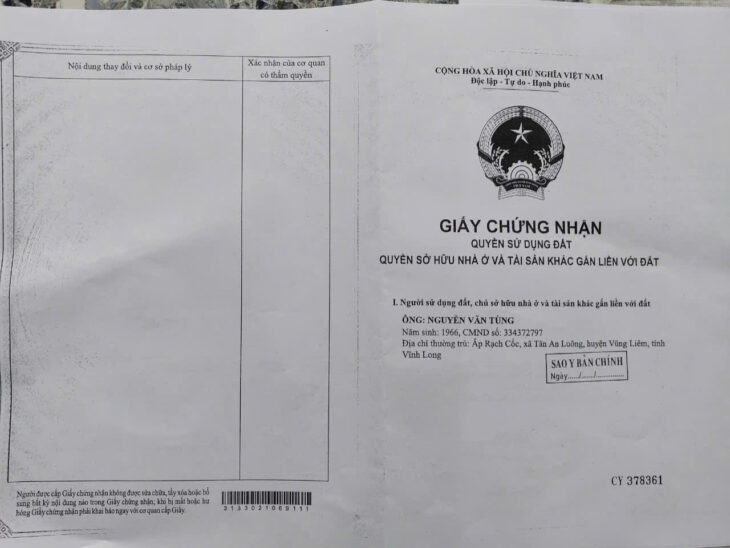 Nội dung thay đổi và cơ sở pháp lý
Xác nhận của cơ quan
có thẩm quyền
Người được cấp Giấy chứng nhận không được sửa chữa, tẩy xóa hoặc bổ
sung bất kỳ nội dung nào trong Giấy chứng nhận; khi bị mất hoặc hư
hỏng Giấy chứng nhận phải khai báo ngay với cơ quan cấp Giấy.
3133021069111
CỘNG HÒA XÃ HỘI CHỦ NGHĨA VIỆT NAM
Độc lập - Tự do - Hạnh phúc
VIỆT NAM
GIẤY CHỨNG NHẬN
QUYỀN SỬ DỤNG ĐẤT
QUYỀN SỞ HỮU NHÀ Ở VÀ TÀI SẢN KHÁC GẮN LIỀN VỚI ĐẤT
I. Người sử dụng đất, chủ sở hữu nhà ở và tài sản khác gắn liền với đất
ÔNG: NGUYỄN VĂN TÙNG
Năm sinh: 1966, CMND số: 334372797
Địa chỉ thường trú: Ấp Rạch Cốc, xã Tân An Luông, huyện Vũng Liêm, tỉnh
Vĩnh Long
SAO Y BẢN CHÍNH
Ngày....../....../..............
CY 378361